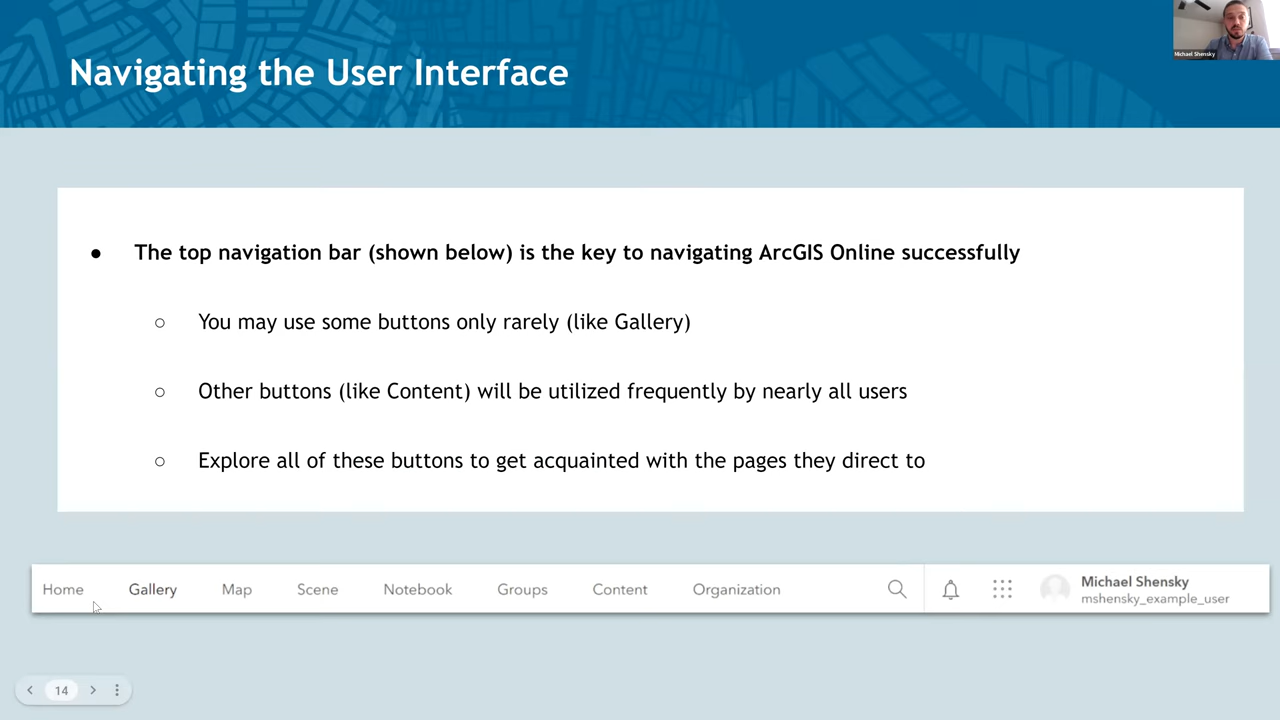 Navigating the User Interface
Michael Shensky
● The top navigation bar (shown below) is the key to navigating ArcGIS Online successfully
○ You may use some buttons only rarely (like Gallery)
○ Other buttons (like Content) will be utilized frequently by nearly all users
○ Explore all of these buttons to get acquainted with the pages they direct to
Home Gallery Map Scene Notebook Groups Content Organization
Michael Shensky
mshensky_example_user
14